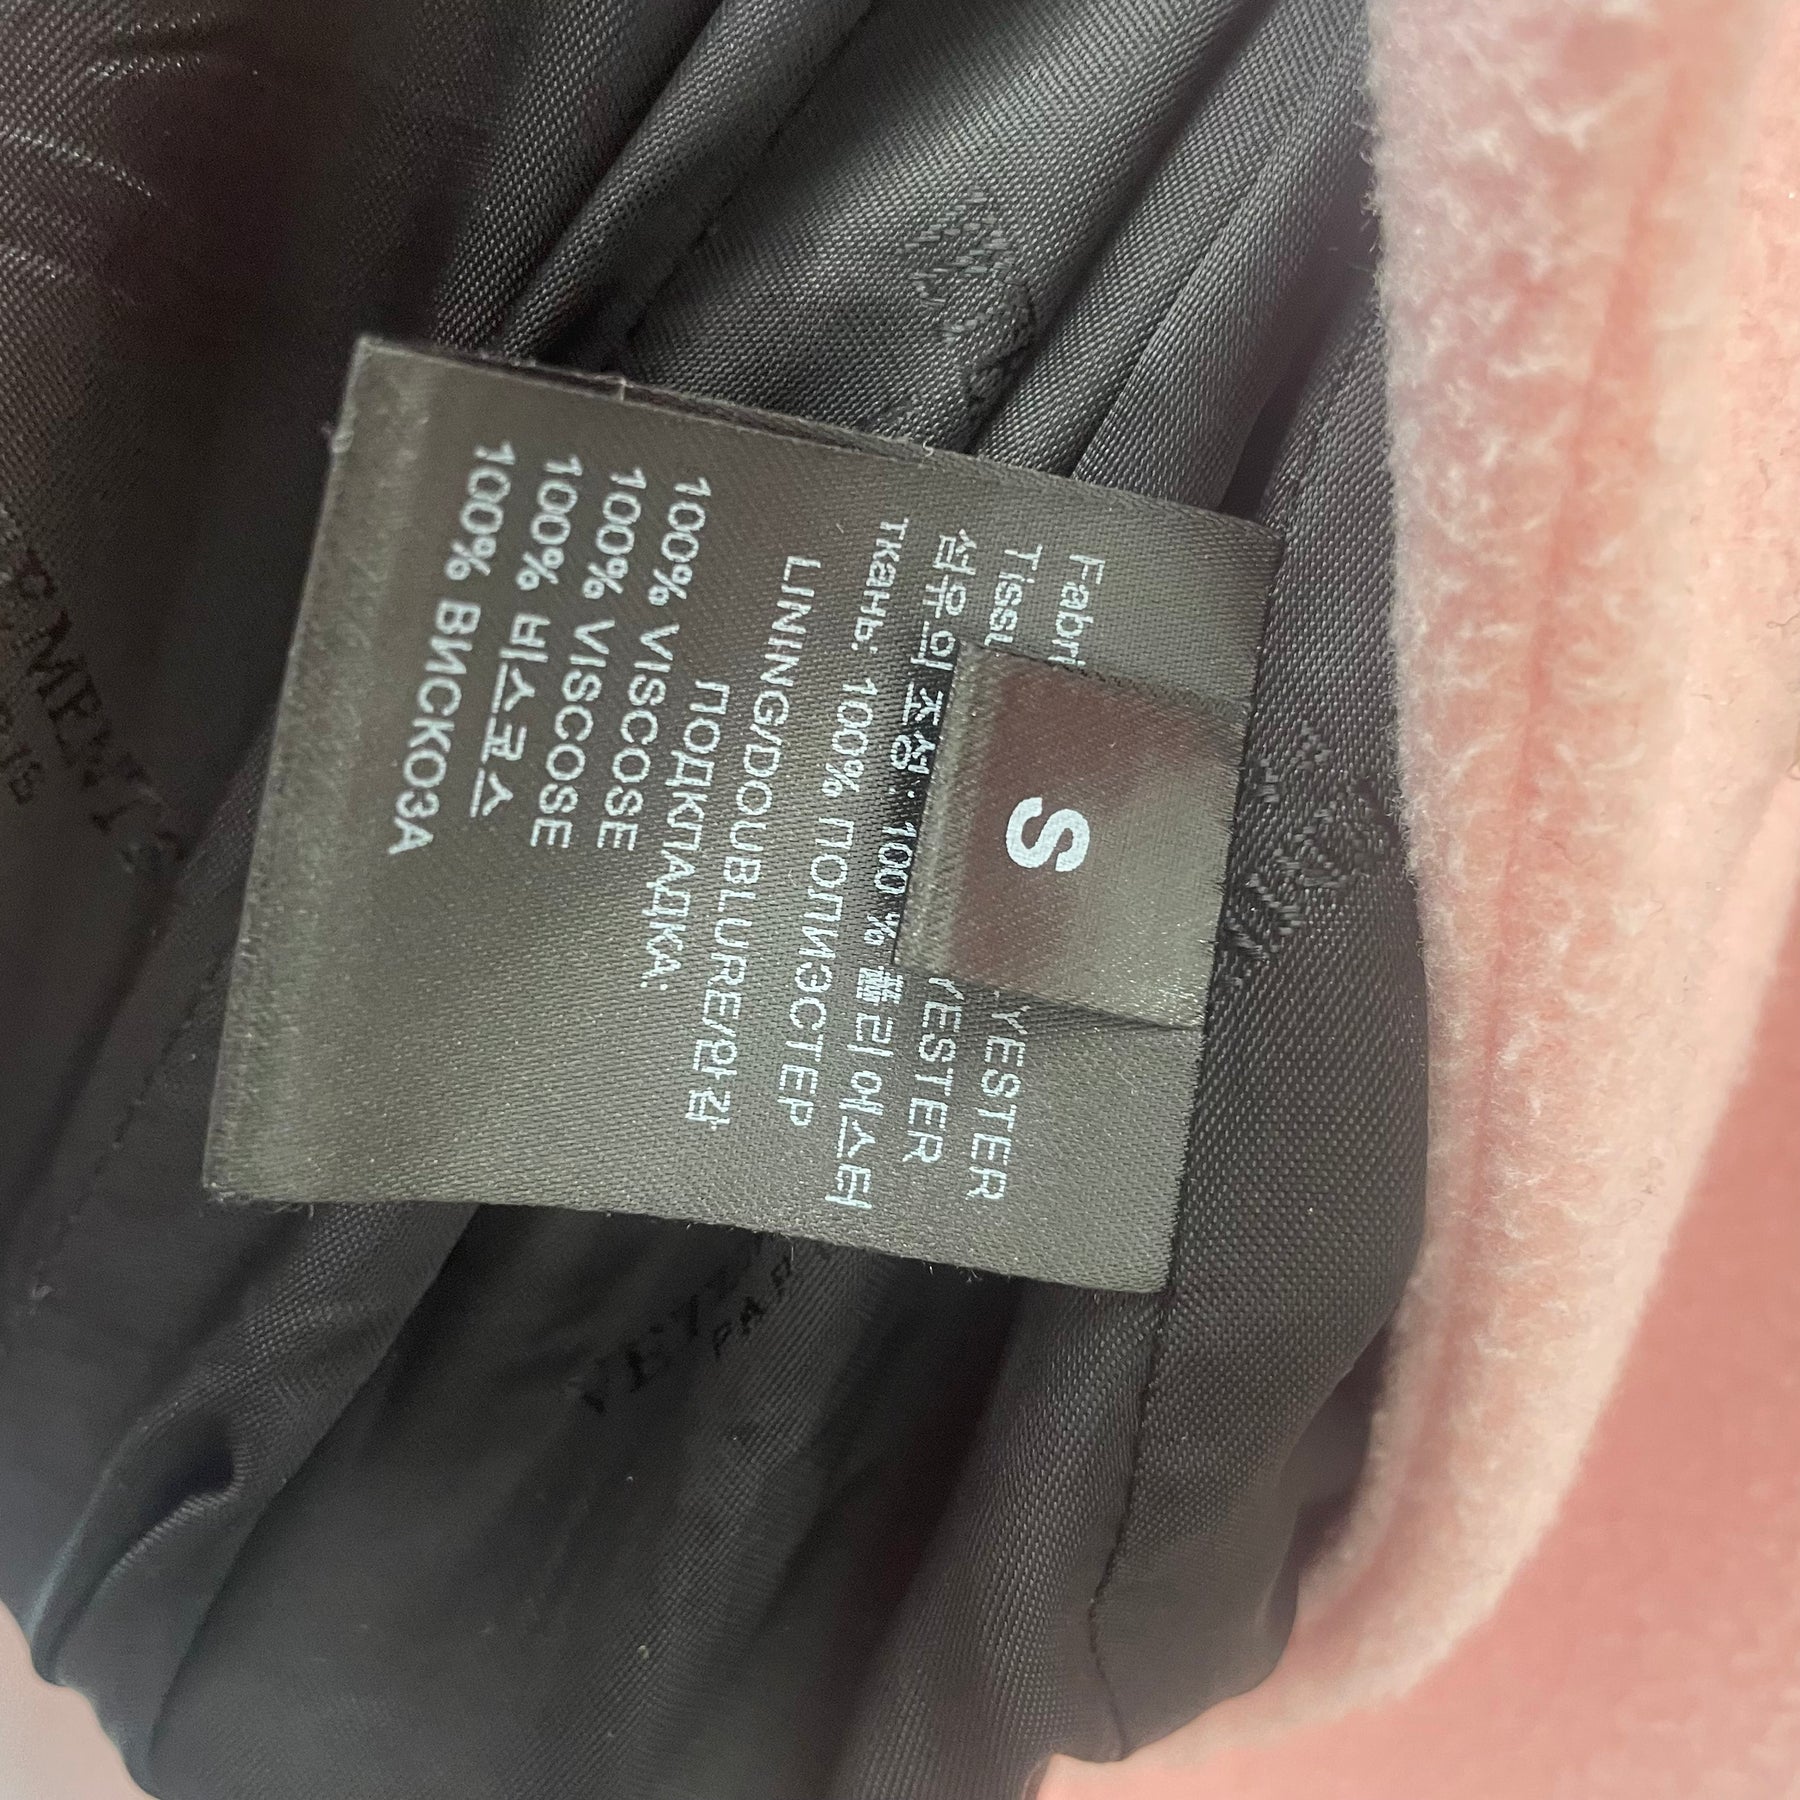 S
Fabri
YESTER
Tissu
YESTER
섬유의 조성: 100 % 폴리에스터
Ткань: 100% ПОЛИЭСТЕР
LINING/DOUBLURE/안감
ПОДКЛАДКА:
100% VISCOSE
100% VISCOSE
100% 비스코스
100% ВИСКОЗА